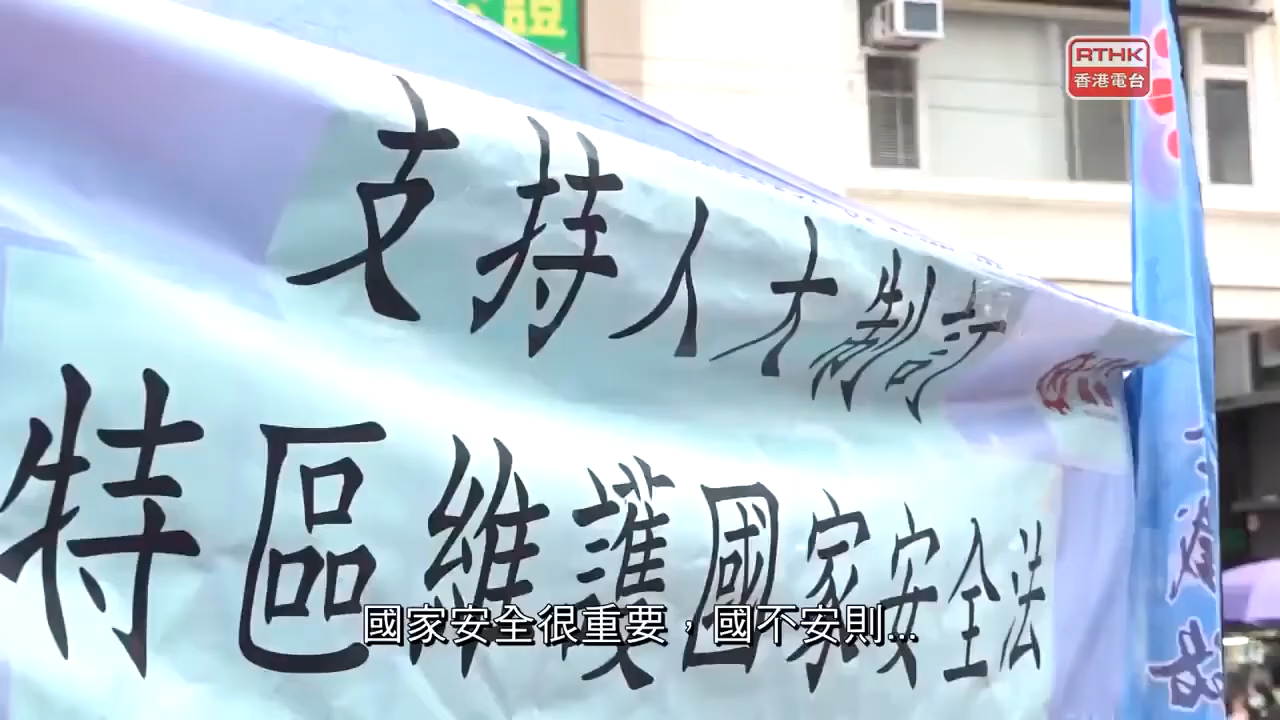 證
RTHK
香港電台
支持人大制訂
特區維護國家安全法
國家安全很重要，國不安則...